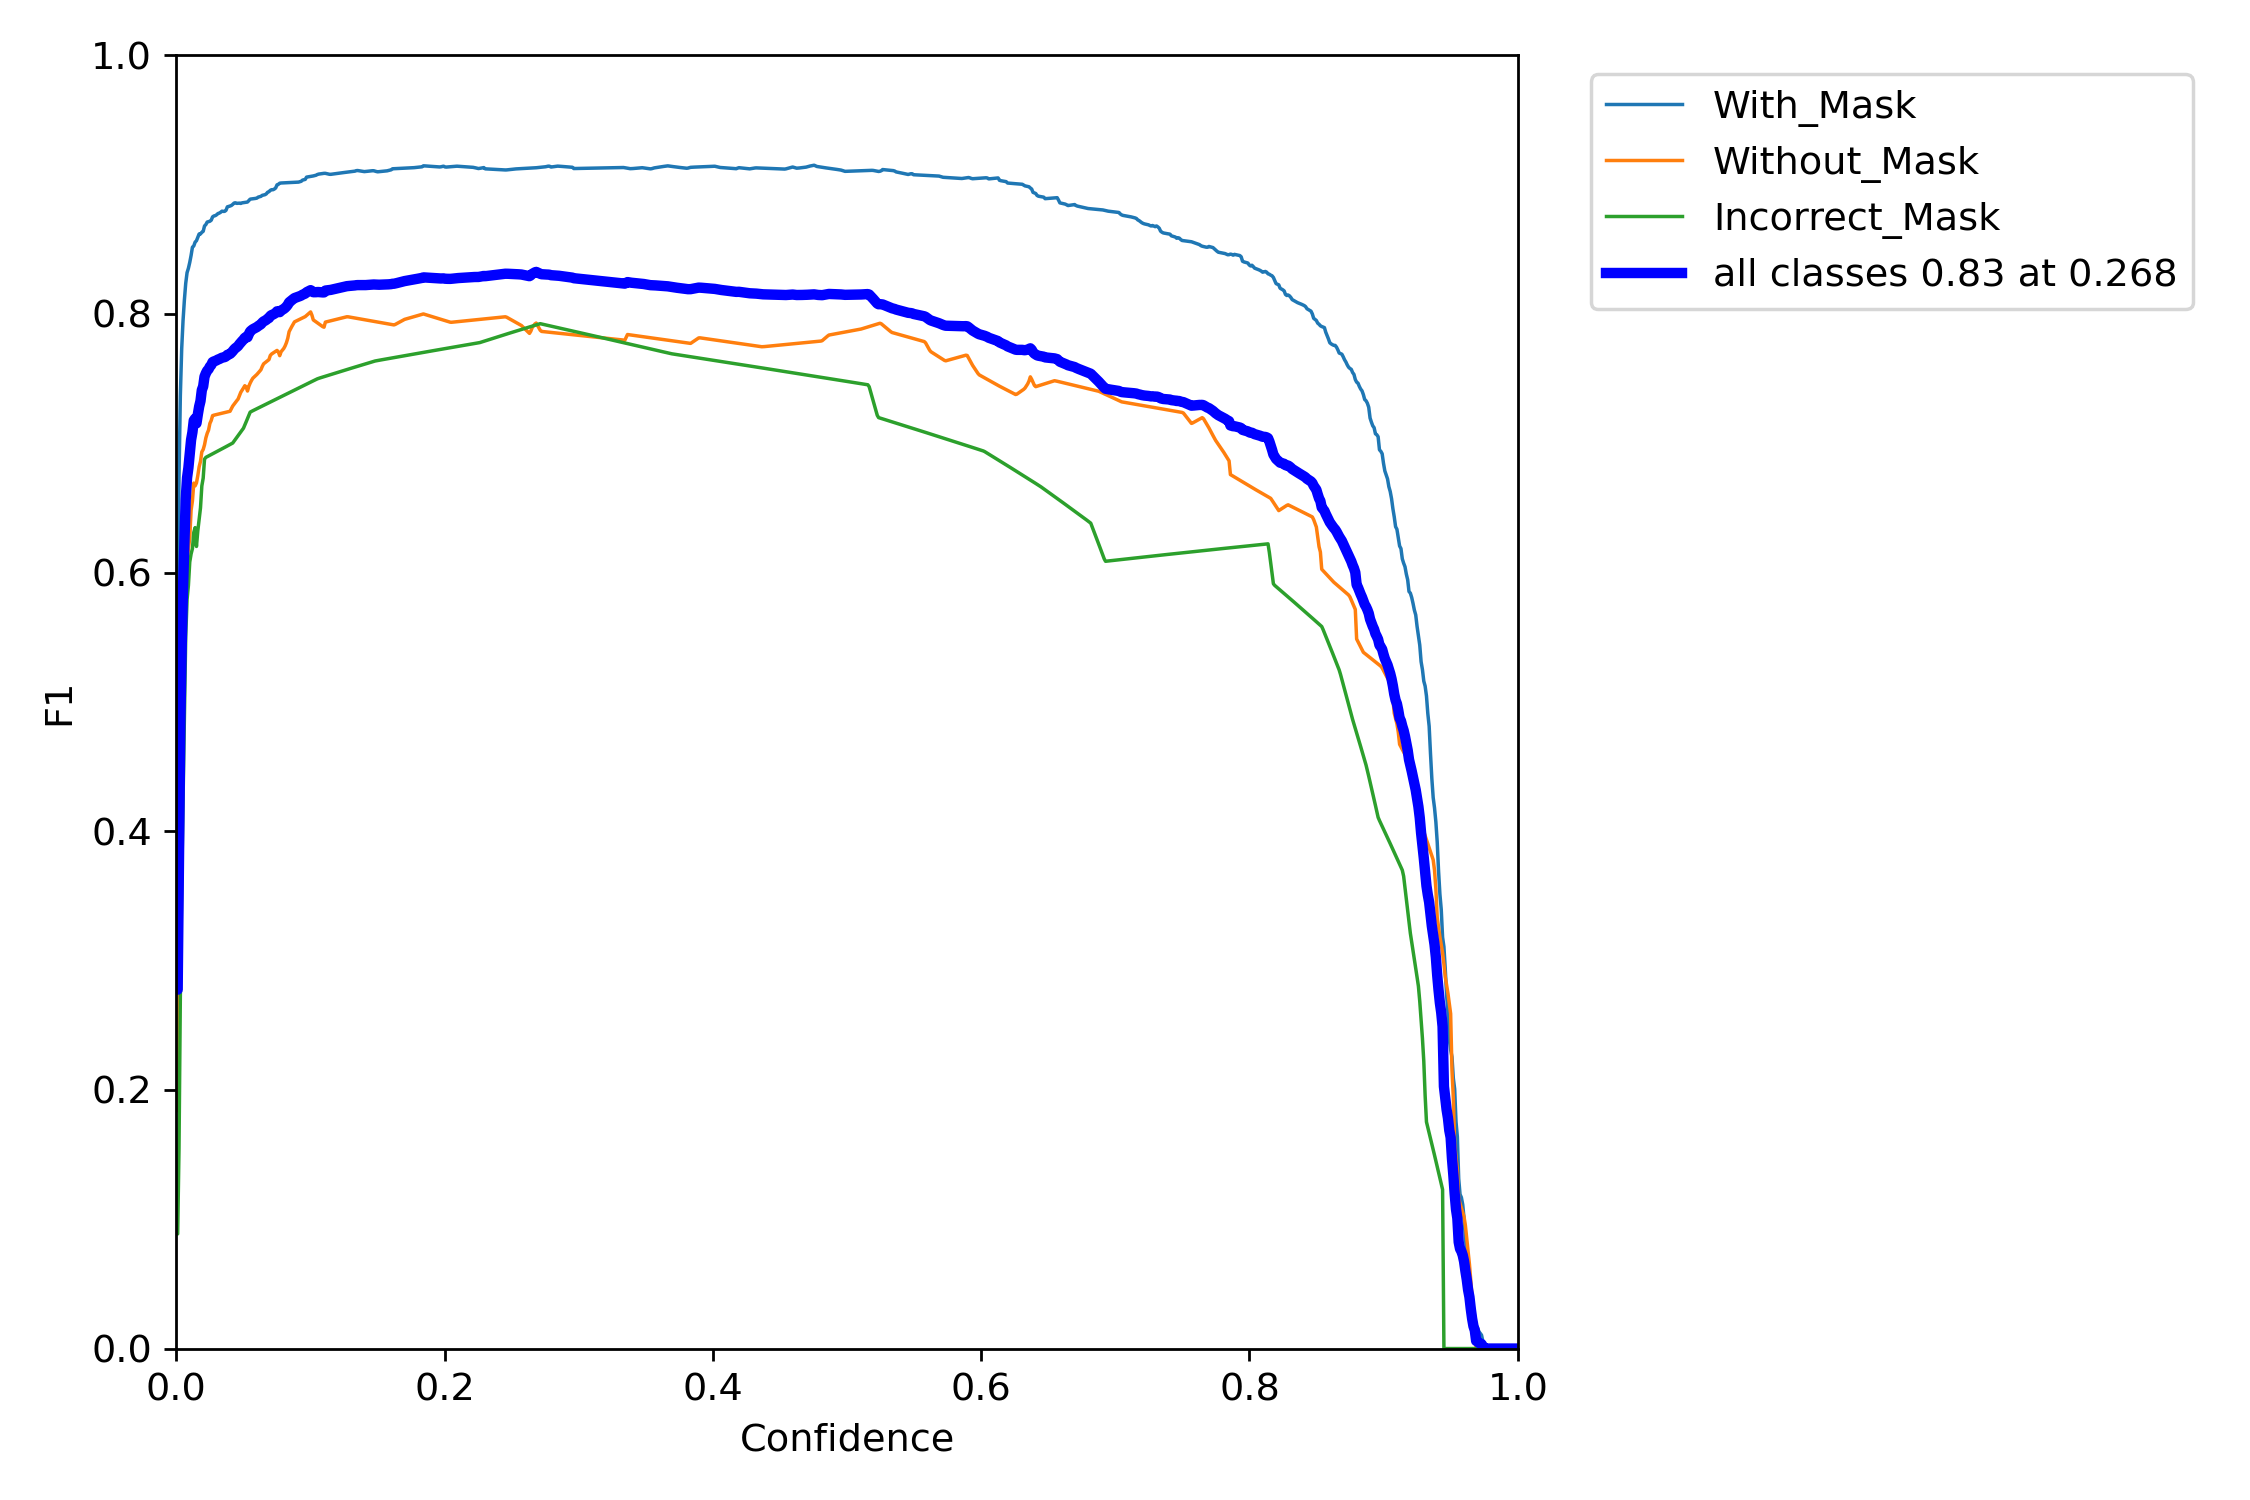 With_Mask
Without_Mask
Incorrect_Mask
all classes 0.83 at 0.268
1.0
0.8
0.6
0.4
0.2
0.0
F1
0.0 0.2 0.4 0.6 0.8 1.0
Confidence